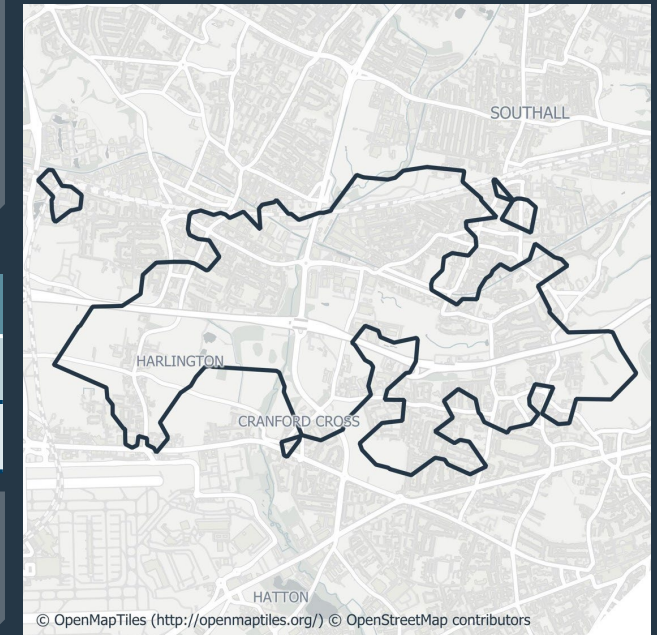 SOUTHALL
HARLINGTON
CRANFORD CROSS
HATTON
© OpenMapTiles (http://openmaptiles.org/) © OpenStreetMap contributors